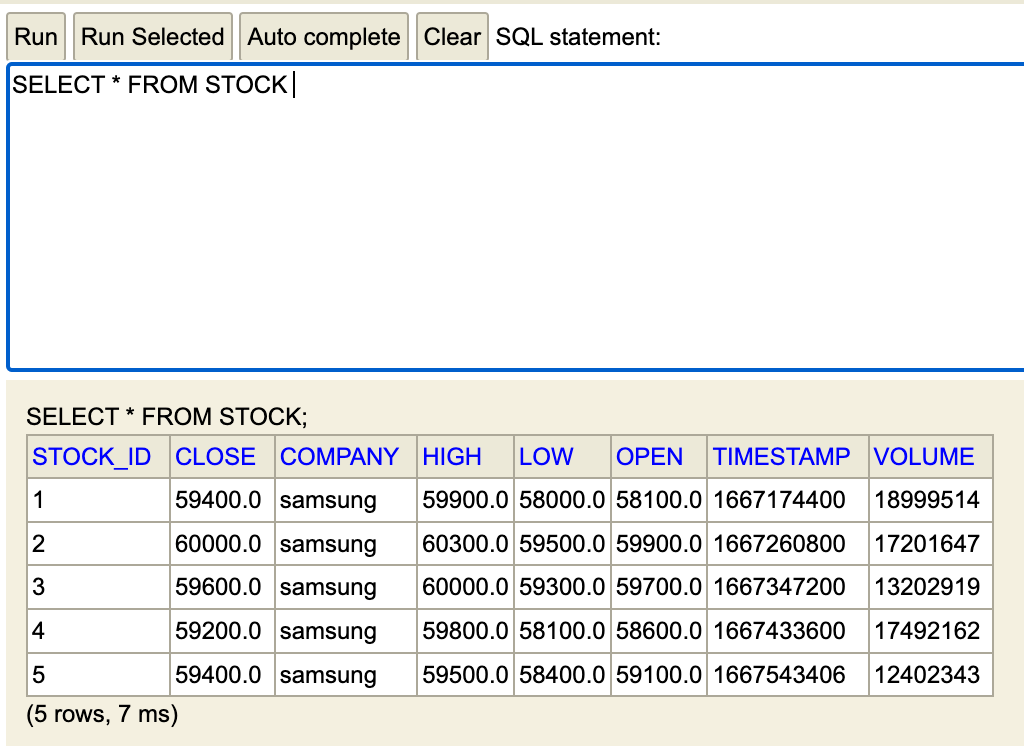 Run Run Selected Auto complete Clear SQL statement:
SELECT * FROM STOCK
SELECT * FROM STOCK;
STOCK_ID CLOSE COMPANY HIGH LOW OPEN TIMESTAMP VOLUME
1 59400.0 samsung 59900.0 58000.0 58100.0 1667174400 18999514
2 60000.0 samsung 60300.0 59500.0 59900.0 1667260800 17201647
3 59600.0 samsung 60000.0 59300.0 59700.0 1667347200 13202919
4 59200.0 samsung 59800.0 58100.0 58600.0 1667433600 17492162
5 59400.0 samsung 59500.0 58400.0 59100.0 1667543406 12402343
(5 rows, 7 ms)